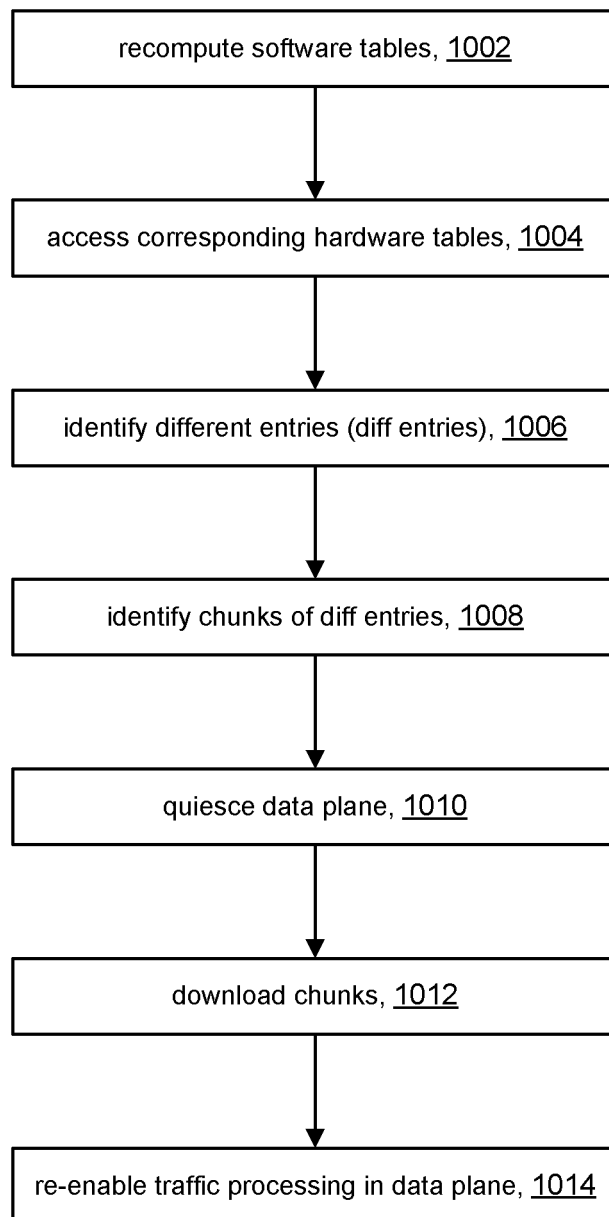 recompute software tables, 1002
access corresponding hardware tables, 1004
identify different entries (diff entries), 1006
identify chunks of diff entries, 1008
quiesce data plane, 1010
download chunks, 1012
re-enable traffic processing in data plane, 1014